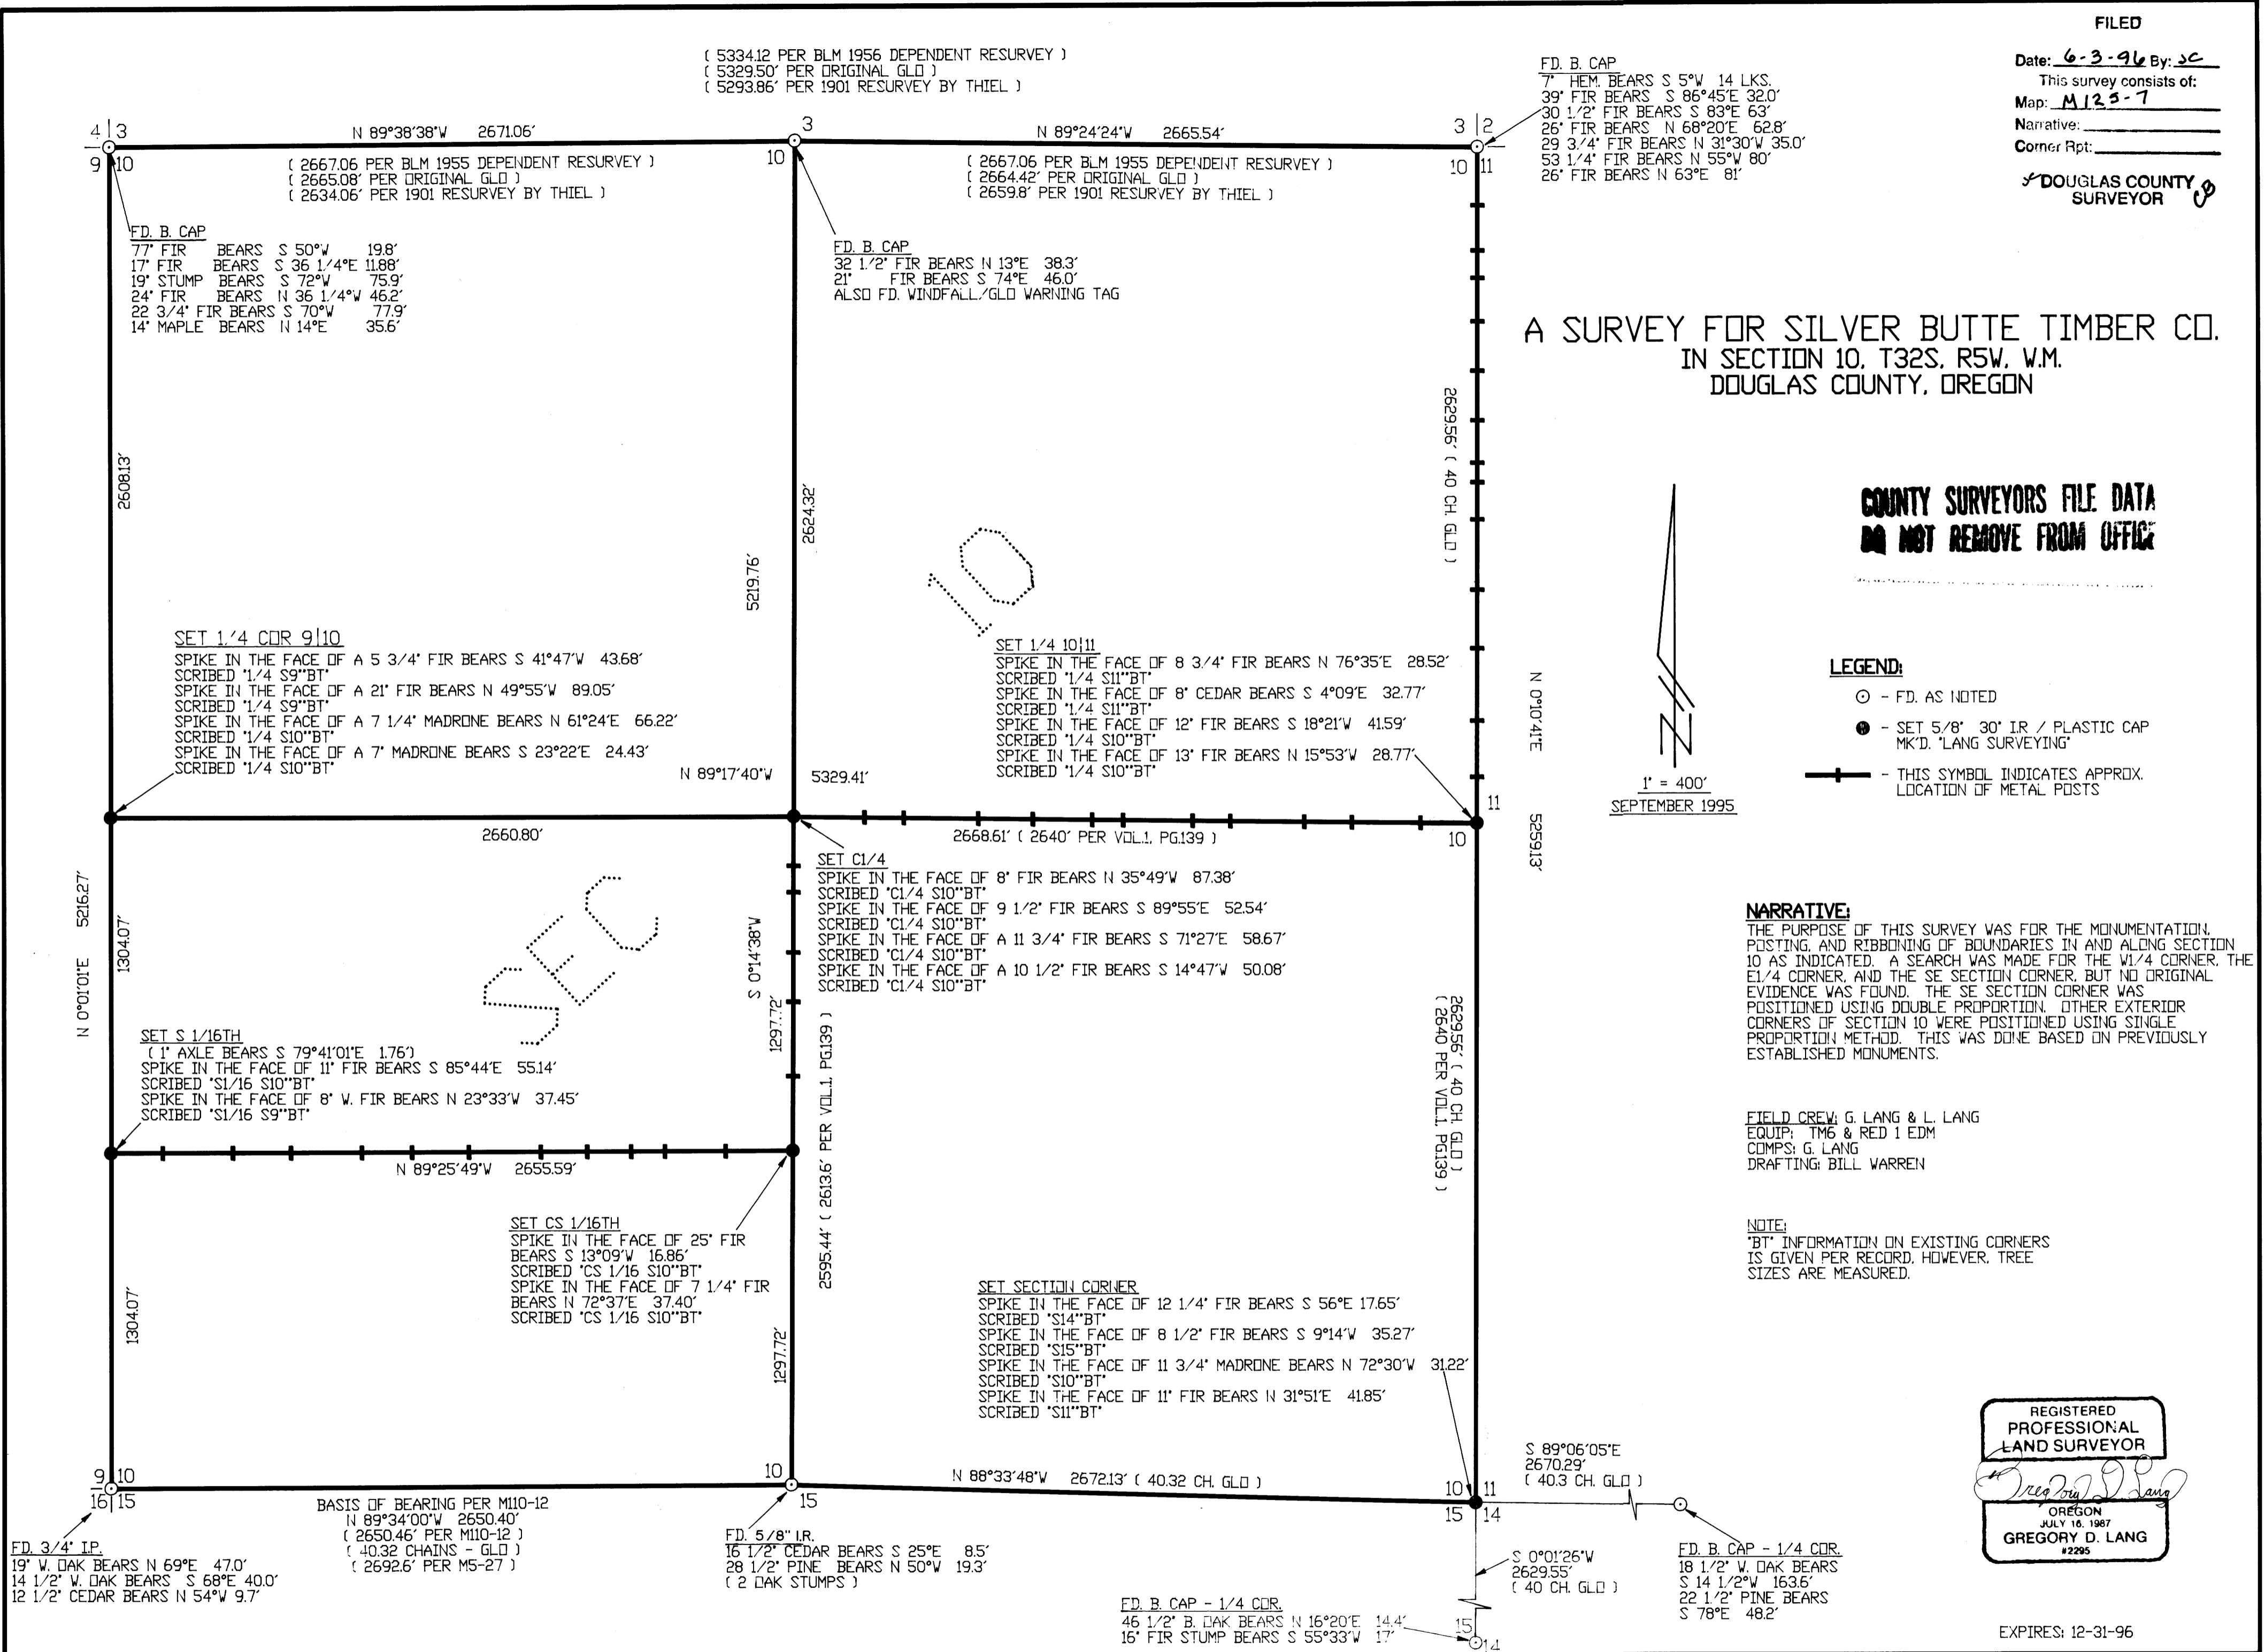 FILED
Date: 6-3-96 By: JC
This survey consists of:
Map: M125-7
Narrative:
Corner Rpt:
DOUGLAS COUNTY
SURVEYOR
( 5334.12 PER BLM 1956 DEPENDENT RESURVEY )
( 5329.50' PER ORIGINAL GLO )
( 5293.86' PER 1901 RESURVEY BY THIEL )
4 3
9 10
N 89°38'38"W 2671.06'
( 2667.06 PER BLM 1955 DEPENDENT RESURVEY )
( 2665.08' PER ORIGINAL GLO )
( 2634.06' PER 1901 RESURVEY BY THIEL )
3
10
N 89°24'24"W 2665.54'
( 2667.06 PER BLM 1955 DEPENDENT RESURVEY )
( 2664.42' PER ORIGINAL GLO )
( 2659.8' PER 1901 RESURVEY BY THIEL )
3 2
10 11
FD. B. CAP
7" HEM. BEARS S 5°W 14 LKS.
39" FIR BEARS S 86°45'E 32.0'
30 1/2" FIR BEARS S 83°E 63'
26" FIR BEARS N 68°20'E 62.8'
29 3/4" FIR BEARS N 31°30'W 35.0'
53 1/4" FIR BEARS N 55°W 80'
26" FIR BEARS N 63°E 81'
FD. B. CAP
77" FIR BEARS S 50°W 19.8'
17" FIR BEARS S 36 1/4°E 11.88'
19" STUMP BEARS S 72°W 75.9'
24" FIR BEARS N 36 1/4°W 46.2'
22 3/4" FIR BEARS S 70°W 77.9'
14" MAPLE BEARS N 14°E 35.6'
FD. B. CAP
32 1/2" FIR BEARS N 13°E 38.3'
21" FIR BEARS S 74°E 46.0'
ALSO FD. WINDFALL/GLO WARNING TAG
A SURVEY FOR SILVER BUTTE TIMBER CO.
IN SECTION 10, T32S, R5W, W.M.
DOUGLAS COUNTY, OREGON
2608.13'
2624.32'
5219.76'
2629.56' ( 40 CH. GLO )
COUNTY SURVEYORS FILE DATA
DO NOT REMOVE FROM OFFICE
SEC 10
SET 1/4 COR 9|10
SPIKE IN THE FACE OF A 5 3/4" FIR BEARS S 41°47'W 43.68'
SCRIBED "1/4 S9""BT"
SPIKE IN THE FACE OF A 21" FIR BEARS N 49°55'W 89.05'
SCRIBED "1/4 S9""BT"
SPIKE IN THE FACE OF A 7 1/4" MADRONE BEARS N 61°24'E 66.22'
SCRIBED "1/4 S10""BT"
SPIKE IN THE FACE OF A 7" MADRONE BEARS S 23°22'E 24.43'
SCRIBED "1/4 S10""BT"
SET 1/4 10|11
SPIKE IN THE FACE OF 8 3/4" FIR BEARS N 76°35'E 28.52'
SCRIBED "1/4 S11""BT"
SPIKE IN THE FACE OF 8" CEDAR BEARS S 4°09'E 32.77'
SCRIBED "1/4 S11""BT"
SPIKE IN THE FACE OF 12" FIR BEARS S 18°21'W 41.59'
SCRIBED "1/4 S10""BT"
SPIKE IN THE FACE OF 13" FIR BEARS N 15°53'W 28.77'
SCRIBED "1/4 S10""BT"
N 0°10'41"E 5259.13'
N
1" = 400'
SEPTEMBER 1995
LEGEND:
- FD. AS NOTED
- SET 5/8" 30" I.R / PLASTIC CAP
MK'D. "LANG SURVEYING"
- THIS SYMBOL INDICATES APPROX.
LOCATION OF METAL POSTS
N 89°17'40"W 5329.41'
2660.80'
2668.61' ( 2640' PER VOL.1, PG.139 )
11
10
SET C1/4
SPIKE IN THE FACE OF 8" FIR BEARS N 35°49'W 87.38'
SCRIBED "C1/4 S10""BT"
SPIKE IN THE FACE OF 9 1/2" FIR BEARS S 89°55'E 52.54'
SCRIBED "C1/4 S10""BT"
SPIKE IN THE FACE OF A 11 3/4" FIR BEARS S 71°27'E 58.67'
SCRIBED "C1/4 S10""BT"
SPIKE IN THE FACE OF A 10 1/2" FIR BEARS S 14°47'W 50.08'
SCRIBED "C1/4 S10""BT"
N 0°01'01"E 5216.27'
1304.07'
S 0°14'38"W
1297.72'
2595.44' ( 2613.6' PER VOL.1, PG.139 )
2629.56' ( 40 CH. GLO )
( 2640 PER VOL.1, PG.139 )
NARRATIVE:
THE PURPOSE OF THIS SURVEY WAS FOR THE MONUMENTATION,
POSTING, AND RIBBONING OF BOUNDARIES IN AND ALONG SECTION
10 AS INDICATED. A SEARCH WAS MADE FOR THE W1/4 CORNER, THE
E1/4 CORNER, AND THE SE SECTION CORNER, BUT NO ORIGINAL
EVIDENCE WAS FOUND. THE SE SECTION CORNER WAS
POSITIONED USING DOUBLE PROPORTION. OTHER EXTERIOR
CORNERS OF SECTION 10 WERE POSITIONED USING SINGLE
PROPORTION METHOD. THIS WAS DONE BASED ON PREVIOUSLY
ESTABLISHED MONUMENTS.
SET S 1/16TH
( 1" AXLE BEARS S 79°41'01"E 1.76')
SPIKE IN THE FACE OF 11" FIR BEARS S 85°44'E 55.14'
SCRIBED "S1/16 S10""BT"
SPIKE IN THE FACE OF 8" W. FIR BEARS N 23°33'W 37.45'
SCRIBED "S1/16 S9""BT"
N 89°25'49"W 2655.59'
FIELD CREW: G. LANG & L. LANG
EQUIP: TM6 & RED 1 EDM
COMPS: G. LANG
DRAFTING: BILL WARREN
SET CS 1/16TH
SPIKE IN THE FACE OF 25" FIR
BEARS S 13°09'W 16.86'
SCRIBED "CS 1/16 S10""BT"
SPIKE IN THE FACE OF 7 1/4" FIR
BEARS N 72°37'E 37.40'
SCRIBED "CS 1/16 S10""BT"
NOTE:
"BT" INFORMATION ON EXISTING CORNERS
IS GIVEN PER RECORD, HOWEVER, TREE
SIZES ARE MEASURED.
1304.07'
1297.72'
SET SECTION CORNER
SPIKE IN THE FACE OF 12 1/4" FIR BEARS S 56°E 17.65'
SCRIBED "S14""BT"
SPIKE IN THE FACE OF 8 1/2" FIR BEARS S 9°14'W 35.27'
SCRIBED "S15""BT"
SPIKE IN THE FACE OF 11 3/4" MADRONE BEARS N 72°30'W 31.22'
SCRIBED "S10""BT"
SPIKE IN THE FACE OF 11" FIR BEARS N 31°51'E 41.85'
SCRIBED "S11""BT"
9 10
16 15
BASIS OF BEARING PER M110-12
N 89°34'00"W 2650.40'
( 2650.46' PER M110-12 )
( 40.32 CHAINS - GLO )
( 2692.6' PER M5-27 )
10
15
N 88°33'48"W 2672.13' ( 40.32 CH. GLO )
10 11
15 14
S 89°06'05"E
2670.29'
( 40.3 CH. GLO )
FD. 3/4" I.P.
19" W. OAK BEARS N 69°E 47.0'
14 1/2" W. OAK BEARS S 68°E 40.0'
12 1/2" CEDAR BEARS N 54°W 9.7'
FD. 5/8" I.R.
16 1/2" CEDAR BEARS S 25°E 8.5'
28 1/2" PINE BEARS N 50°W 19.3'
( 2 OAK STUMPS )
S 0°01'26"W
2629.55'
( 40 CH. GLO )
FD. B. CAP - 1/4 COR.
18 1/2" W. OAK BEARS
S 14 1/2°W 163.6'
22 1/2" PINE BEARS
S 78°E 48.2'
FD. B. CAP - 1/4 COR.
46 1/2" B. OAK BEARS N 16°20'E 14.4'
16" FIR STUMP BEARS S 55°33'W 17'
15
14
REGISTERED
PROFESSIONAL
LAND SURVEYOR
Gregory D Lang
OREGON
JULY 16, 1987
GREGORY D. LANG
#2295
EXPIRES: 12-31-96